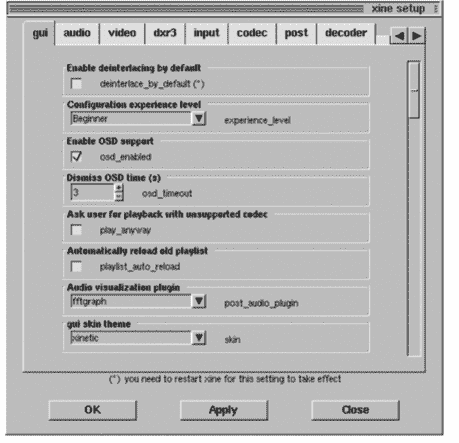 xine setup
gui audio video dxr3 input codec post decoder
Enable deinterlacing by default
deinterlace_by_default (*)
Configuration experience level
Beginner experience_level
Enable OSD support
osd_enabled
Dismiss OSD time (s)
3 osd_timeout
Ask user for playback with unsupported codec
play_anyway
Automatically reload old playlist
playlist_auto_reload
Audio visualization plugin
fftgraph post_audio_plugin
gui skin theme
xinetic skin
(*) you need to restart xine for this setting to take effect
OK Apply Close